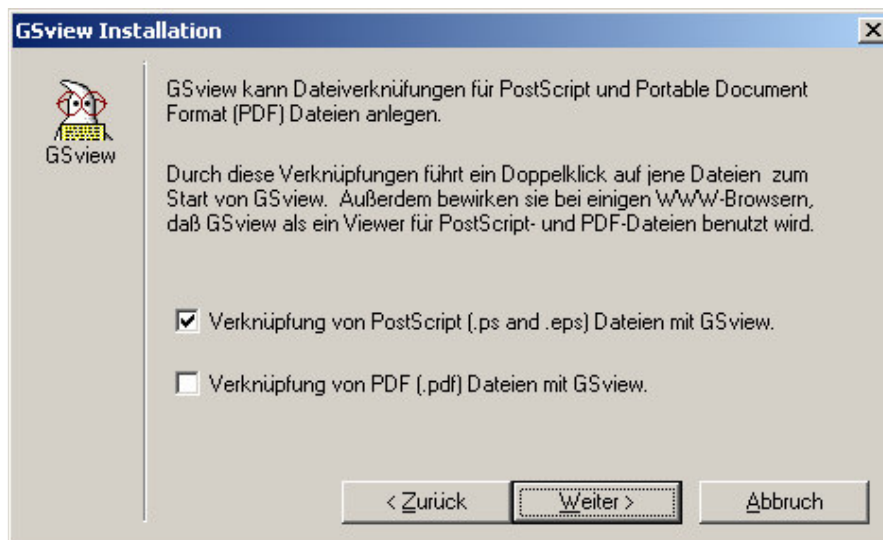 GSview Installation
GSview
GSview kann Dateiverknüfungen für PostScript und Portable Document
Format (PDF) Dateien anlegen.
Durch diese Verknüpfungen führt ein Doppelklick auf jene Dateien zum
Start von GSview. Außerdem bewirken sie bei einigen WWW-Browsern,
daß GSview als ein Viewer für PostScript- und PDF-Dateien benutzt wird.
Verknüpfung von PostScript (.ps and .eps) Dateien mit GSview.
Verknüpfung von PDF (.pdf) Dateien mit GSview.
< Zurück
Weiter >
Abbruch